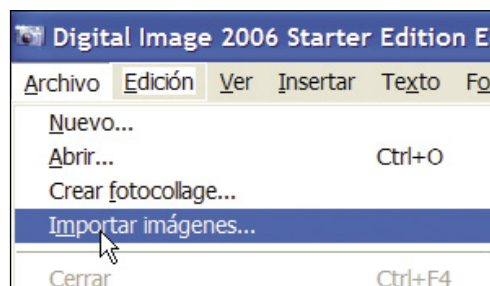 Digital Image 2006 Starter Edition E
Archivo Edición Ver Insertar Texto Fo
Nuevo...
Abrir... Ctrl+O
Crear fotocollage...
Importar imágenes...
Cerrar Ctrl+F4